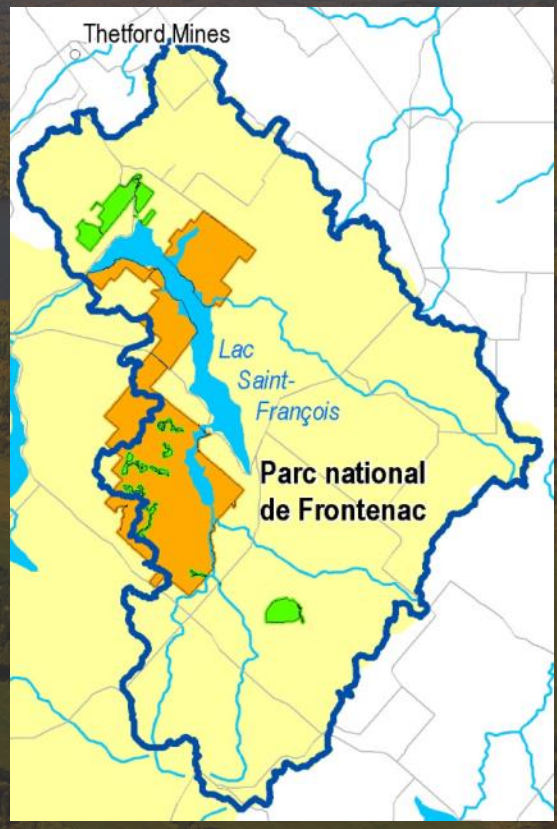 Thetford Mines
Lac
Saint-
François
Parc national
de Frontenac